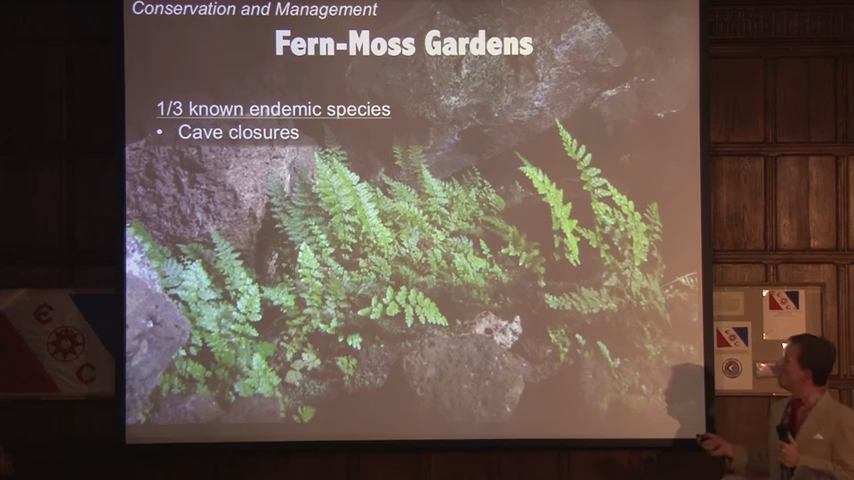 Conservation and Management
Fern-Moss Gardens
1/3 known endemic species
• Cave closures
E
C